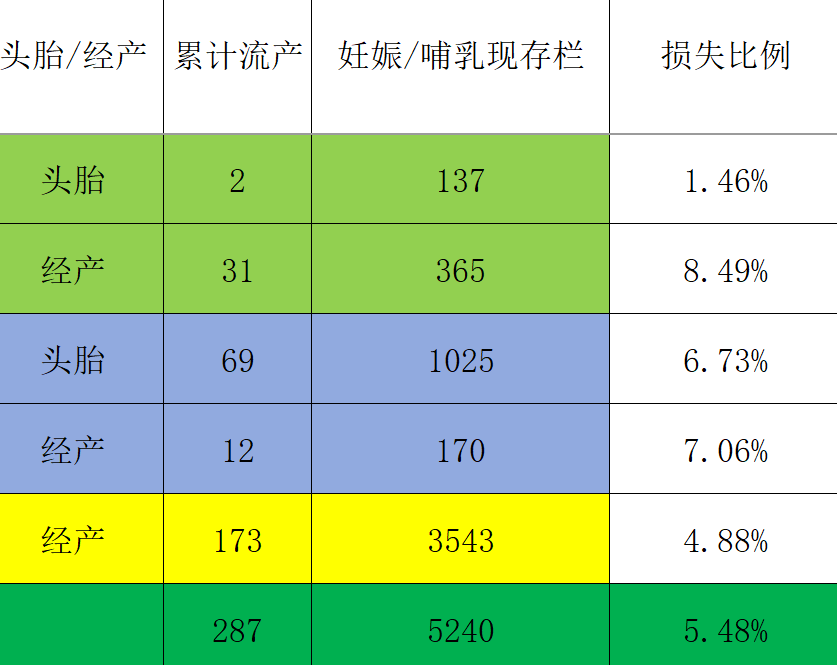 头胎/经产 累计流产 妊娠/哺乳现存栏 损失比例
头胎 2 137 1.46%
经产 31 365 8.49%
头胎 69 1025 6.73%
经产 12 170 7.06%
经产 173 3543 4.88%
287 5240 5.48%